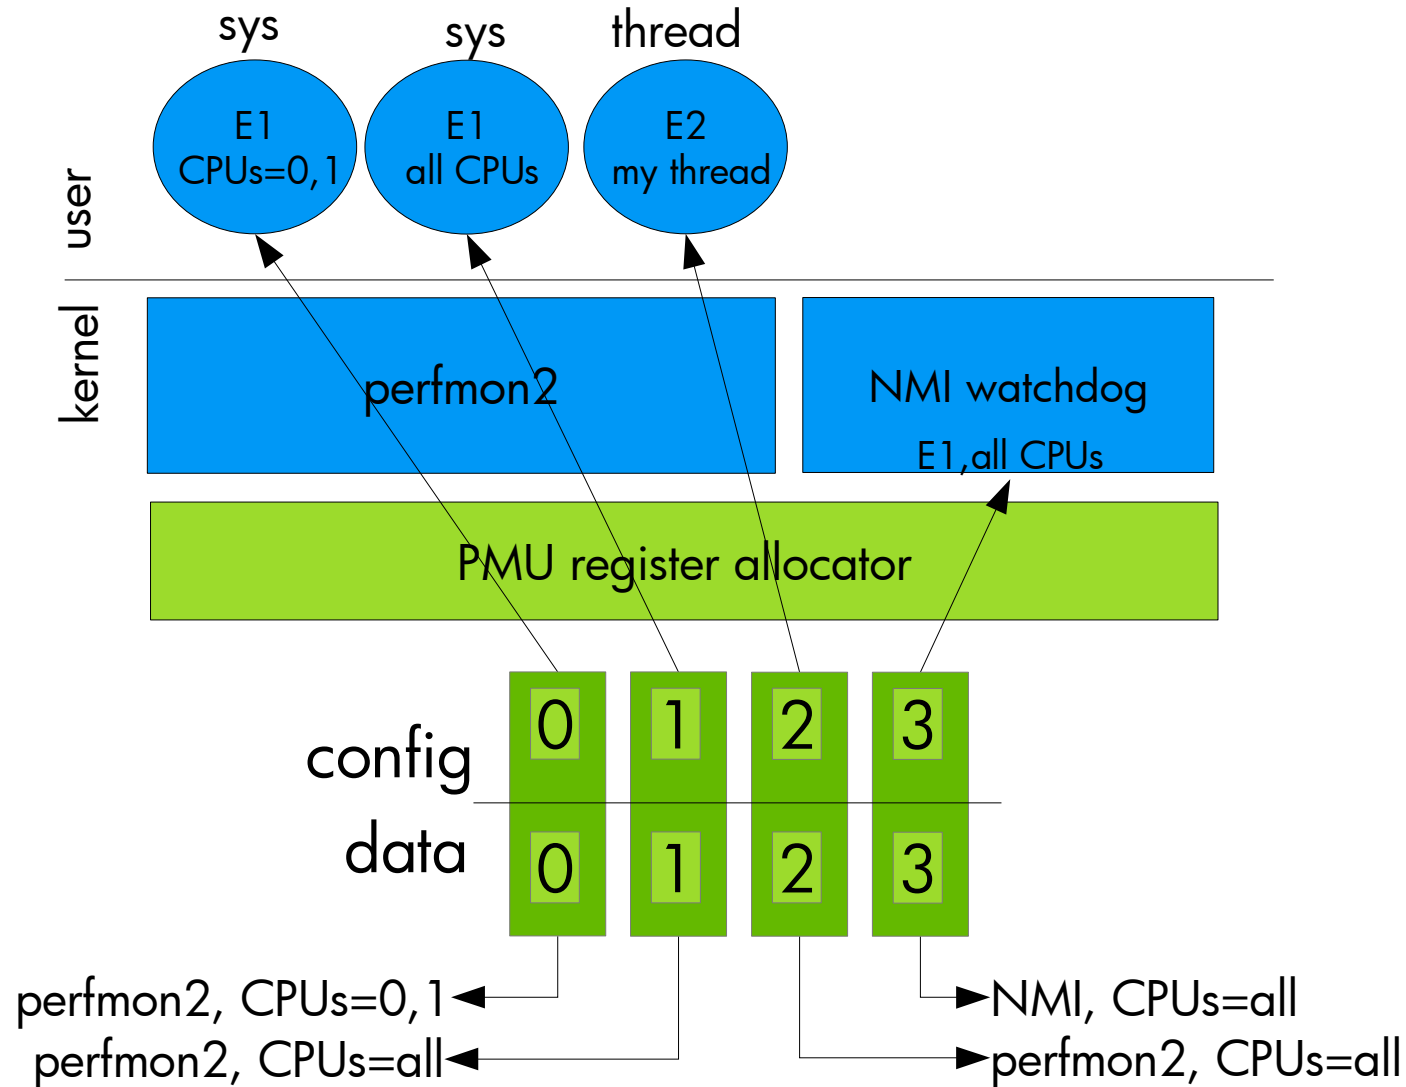 sys
sys
thread
E1
CPUs=0,1
E1
all CPUs
E2
my thread
user
kernel
perfmon2
NMI watchdog
E1,all CPUs
PMU register allocator
config
0
1
2
3
data
0
1
2
3
perfmon2, CPUs=0,1
NMI, CPUs=all
perfmon2, CPUs=all
perfmon2, CPUs=all